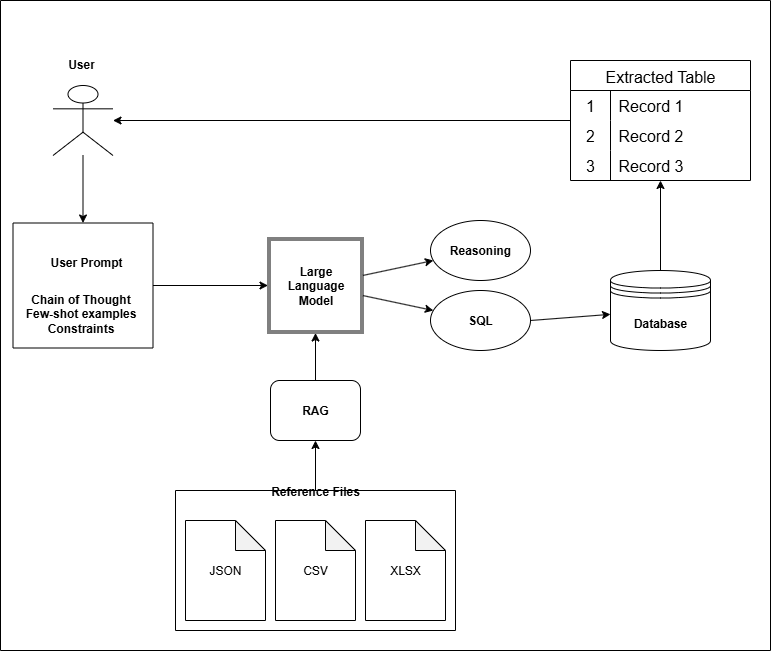 User
Extracted Table
1 Record 1
2 Record 2
3 Record 3
User Prompt
Chain of Thought
Few-shot examples
Constraints
Large
Language
Model
Reasoning
SQL
Database
RAG
Reference Files
JSON
CSV
XLSX